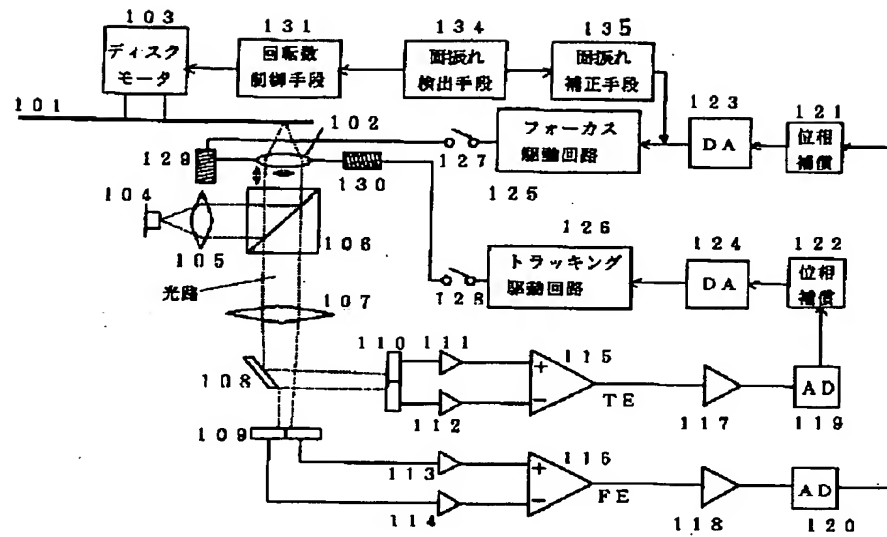 103
131
134
135
ディスク
モータ
回転数
制御手段
面振れ
検出手段
面振れ
補正手段
101
102
123
121
フォーカス
駆動回路
DA
位相
補償
127
129
130
125
104
105
106
126
124
122
トラッキング
駆動回路
DA
位相
補償
128
光路
107
110
111
115
108
+
−
TE
AD
112
117
119
109
113
116
+
−
FE
AD
114
118
120